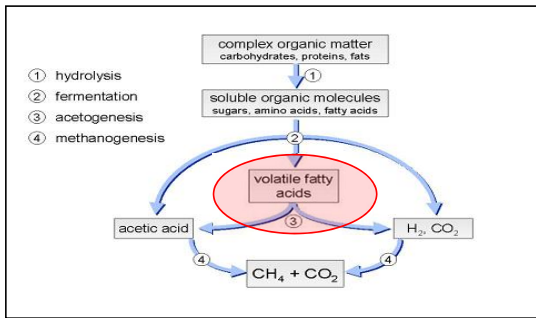 complex organic matter
carbohydrates, proteins, fats
① hydrolysis
② fermentation
③ acetogenesis
④ methanogenesis
①
soluble organic molecules
sugars, amino acids, fatty acids
②
volatile fatty
acids
acetic acid
③
H₂, CO₂
④
④
CH₄ + CO₂